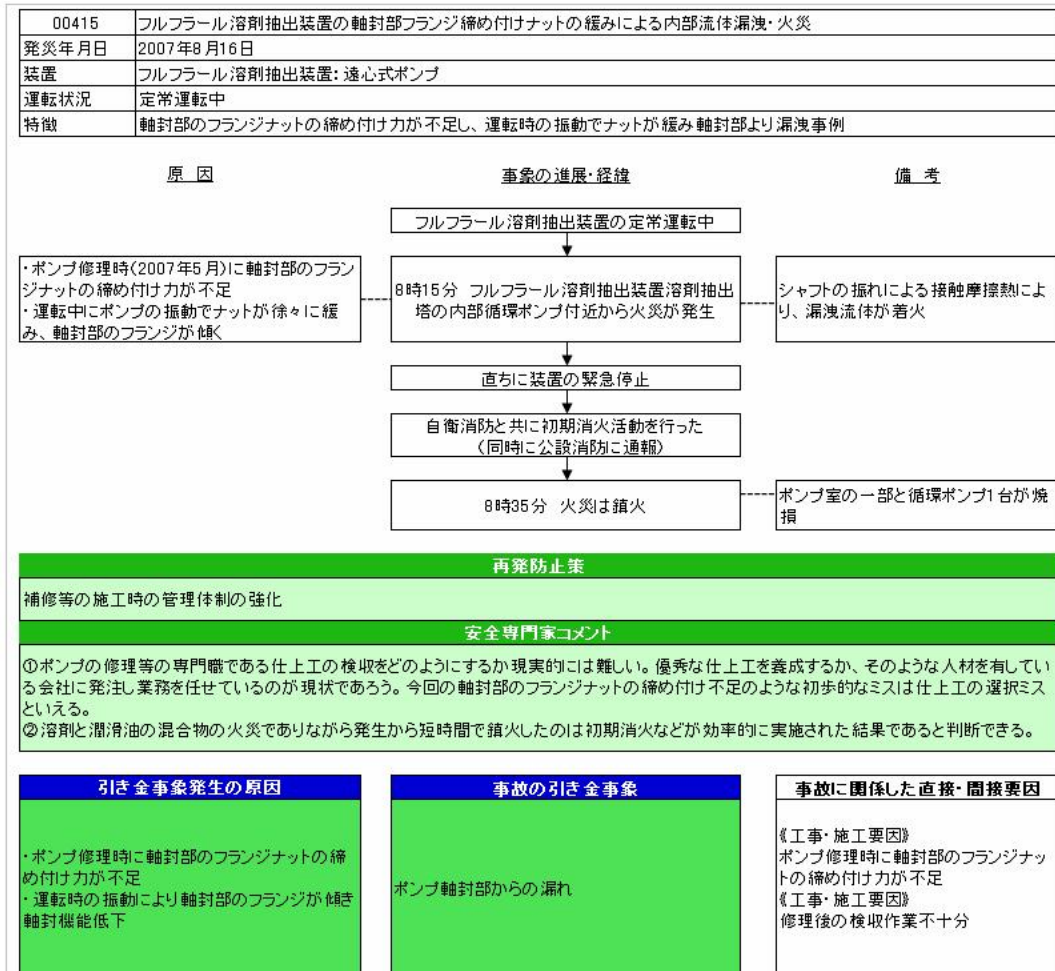 00415 フルフラール溶剤抽出装置の軸封部フランジ締め付けナットの緩みによる内部流体漏洩・火災
発災年月日 2007年8月16日
装置 フルフラール溶剤抽出装置: 遠心式ポンプ
運転状況 定常運転中
特徴 軸封部のフランジナットの締め付け力が不足し、運転時の振動でナットが緩み軸封部より漏洩事例
原 因
事象の進展・経緯
備 考
フルフラール溶剤抽出装置の定常運転中
・ポンプ修理時(2007年5月)に軸封部のフラン
ジナットの締め付け力が不足
・運転中にポンプの振動でナットが徐々に緩
み、軸封部のフランジが傾く
8時15分 フルフラール溶剤抽出装置溶剤抽出
塔の内部循環ポンプ付近から火災が発生
シャフトの振れによる接触摩擦熱によ
り、漏洩流体が着火
直ちに装置の緊急停止
自衛消防と共に初期消火活動を行った
(同時に公設消防に通報)
8時35分 火災は鎮火
ポンプ室の一部と循環ポンプ1台が焼
損
再発防止策
補修等の施工時の管理体制の強化
安全専門家コメント
①ポンプの修理等の専門職である仕上工の検収をどのようにするか現実的には難しい。優秀な仕上工を養成するか、そのような人材を有してい
る会社に発注し業務を任せているのが現状であろう。今回の軸封部のフランジナットの締め付け不足のような初歩的なミスは仕上工の選択ミス
といえる。
②溶剤と潤滑油の混合物の火災でありながら発生から短時間で鎮火したのは初期消火などが効率的に実施された結果であると判断できる。
引き金事象発生の原因
・ポンプ修理時に軸封部のフランジナットの締
め付け力が不足
・運転時の振動により軸封部のフランジが傾き
軸封機能低下
事故の引き金事象
ポンプ軸封部からの漏れ
事故に関係した直接・間接要因
《工事・施工要因》
ポンプ修理時に軸封部のフランジナッ
トの締め付け力が不足
《工事・施工要因》
修理後の検収作業不十分